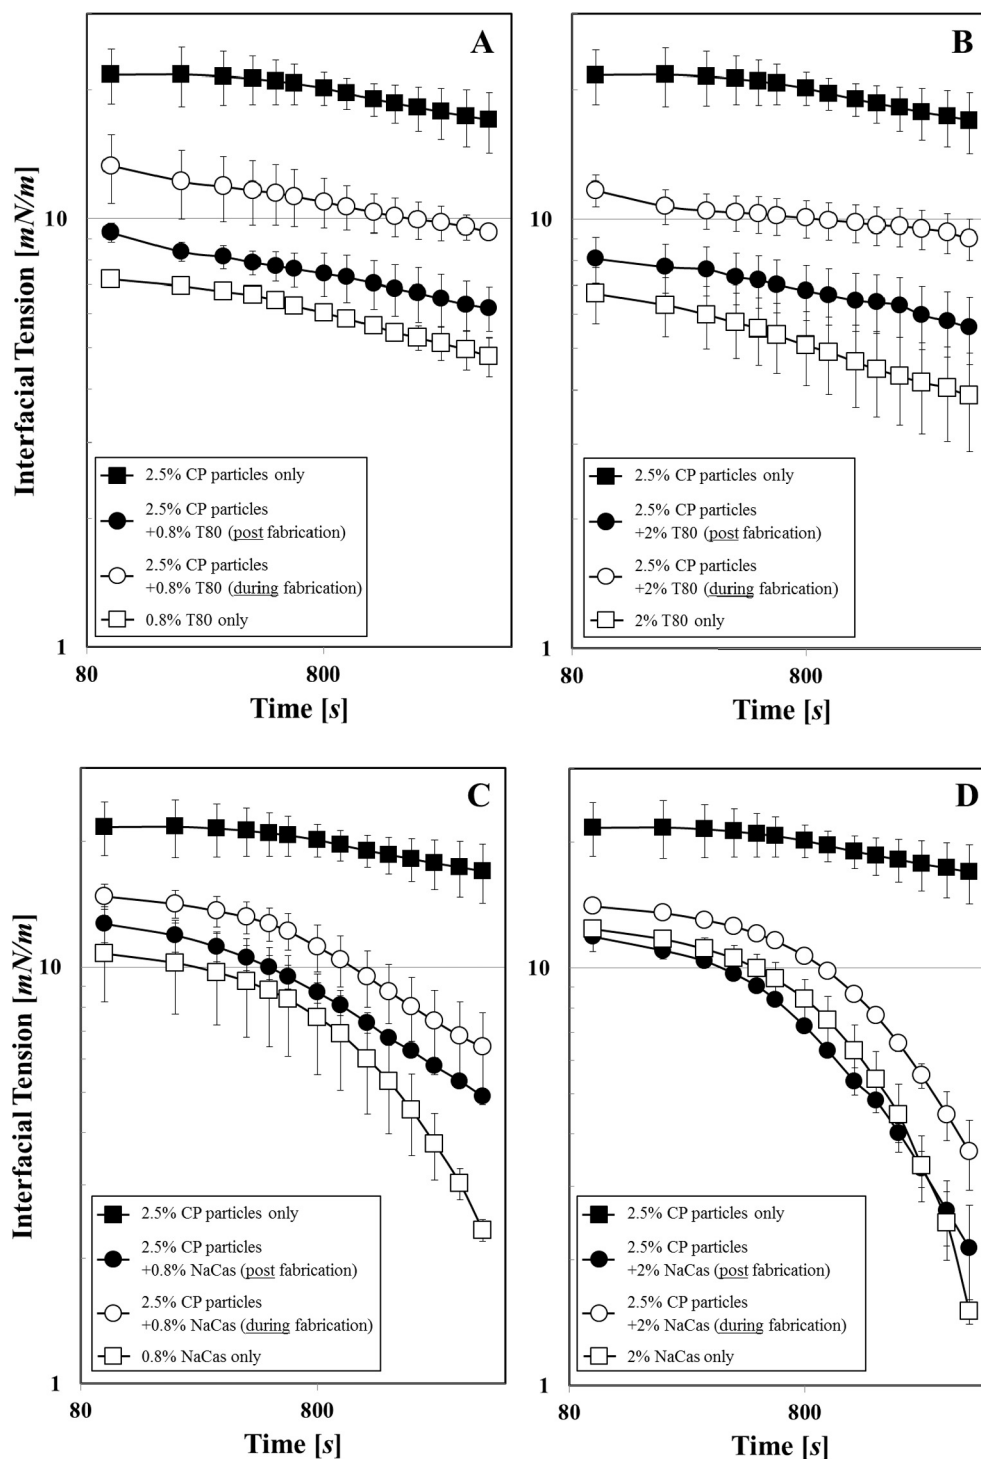 A
Interfacial Tension [mN/m]
10
1
2.5% CP particles only
2.5% CP particles
+0.8% T80 (post fabrication)
2.5% CP particles
+0.8% T80 (during fabrication)
0.8% T80 only
80
800
Time [s]
B
10
1
2.5% CP particles only
2.5% CP particles
+2% T80 (post fabrication)
2.5% CP particles
+2% T80 (during fabrication)
2% T80 only
80
800
Time [s]
C
Interfacial Tension [mN/m]
10
1
2.5% CP particles only
2.5% CP particles
+0.8% NaCas (post fabrication)
2.5% CP particles
+0.8% NaCas (during fabrication)
0.8% NaCas only
80
800
Time [s]
D
10
1
2.5% CP particles only
2.5% CP particles
+2% NaCas (post fabrication)
2.5% CP particles
+2% NaCas (during fabrication)
2% NaCas only
80
800
Time [s]